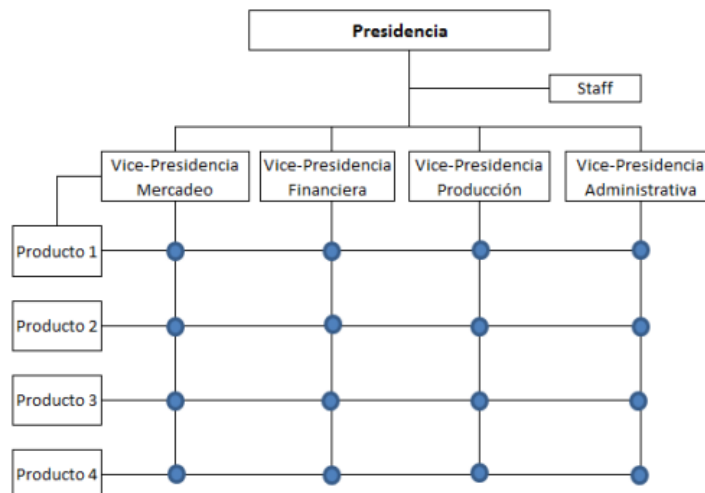 Presidencia
Staff
Vice-Presidencia
Mercadeo
Vice-Presidencia
Financiera
Vice-Presidencia
Producción
Vice-Presidencia
Administrativa
Producto 1
Producto 2
Producto 3
Producto 4